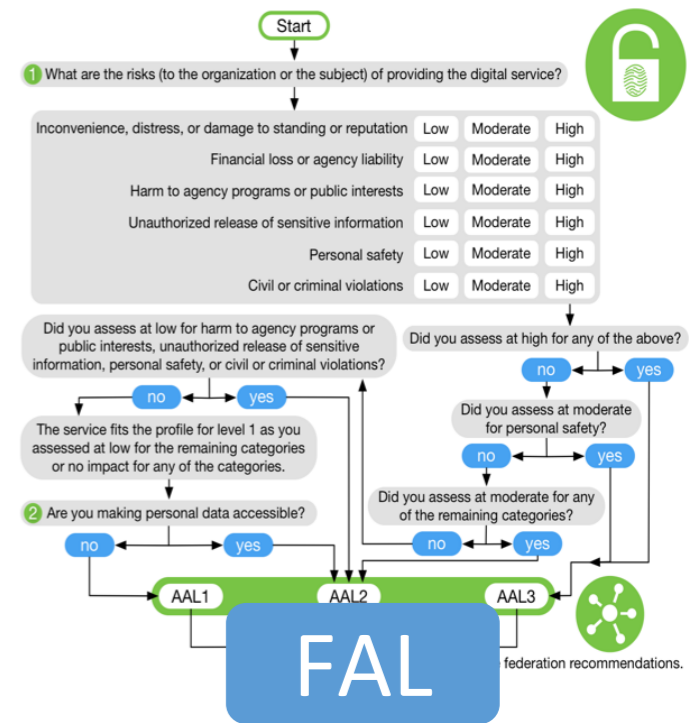 Start
1 What are the risks (to the organization or the subject) of providing the digital service?
Inconvenience, distress, or damage to standing or reputation Low Moderate High
Financial loss or agency liability Low Moderate High
Harm to agency programs or public interests Low Moderate High
Unauthorized release of sensitive information Low Moderate High
Personal safety Low Moderate High
Civil or criminal violations Low Moderate High
Did you assess at low for harm to agency programs or
public interests, unauthorized release of sensitive
information, personal safety, or civil or criminal violations?
no yes
The service fits the profile for level 1 as you
assessed at low for the remaining categories
or no impact for any of the categories.
2 Are you making personal data accessible?
no yes
Did you assess at high for any of the above?
no yes
Did you assess at moderate
for personal safety?
no yes
Did you assess at moderate for any
of the remaining categories?
no yes
AAL1 AAL2 AAL3
FAL
federation recommendations.